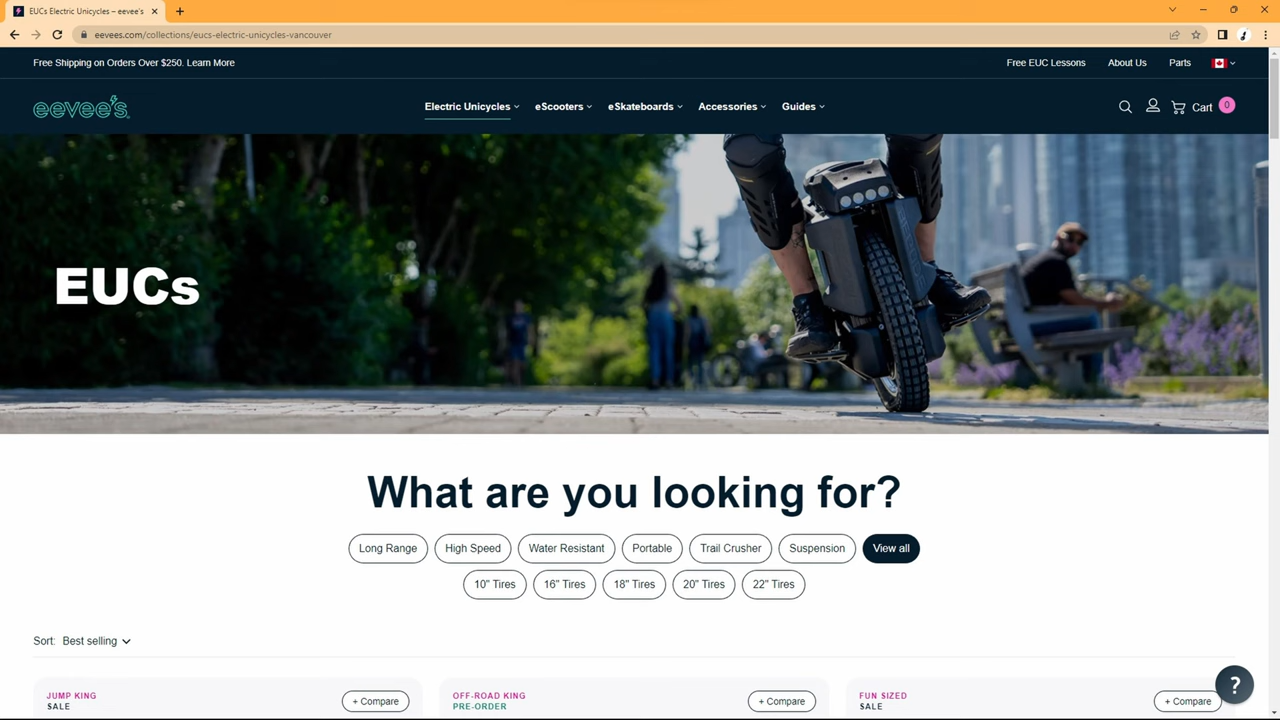 EUCs Electric Unicycles – eevee's
eevees.com/collections/eucs-electric-unicycles-vancouver
Free Shipping on Orders Over $250. Learn More
Free EUC Lessons
About Us
Parts
eevee's
Electric Unicycles
eScooters
eSkateboards
Accessories
Guides
Cart
0
EUCs
What are you looking for?
Long Range
High Speed
Water Resistant
Portable
Trail Crusher
Suspension
View all
10" Tires
16" Tires
18" Tires
20" Tires
22" Tires
Sort: Best selling
JUMP KING
SALE
+ Compare
OFF-ROAD KING
PRE-ORDER
+ Compare
FUN SIZED
SALE
+ Compare
?